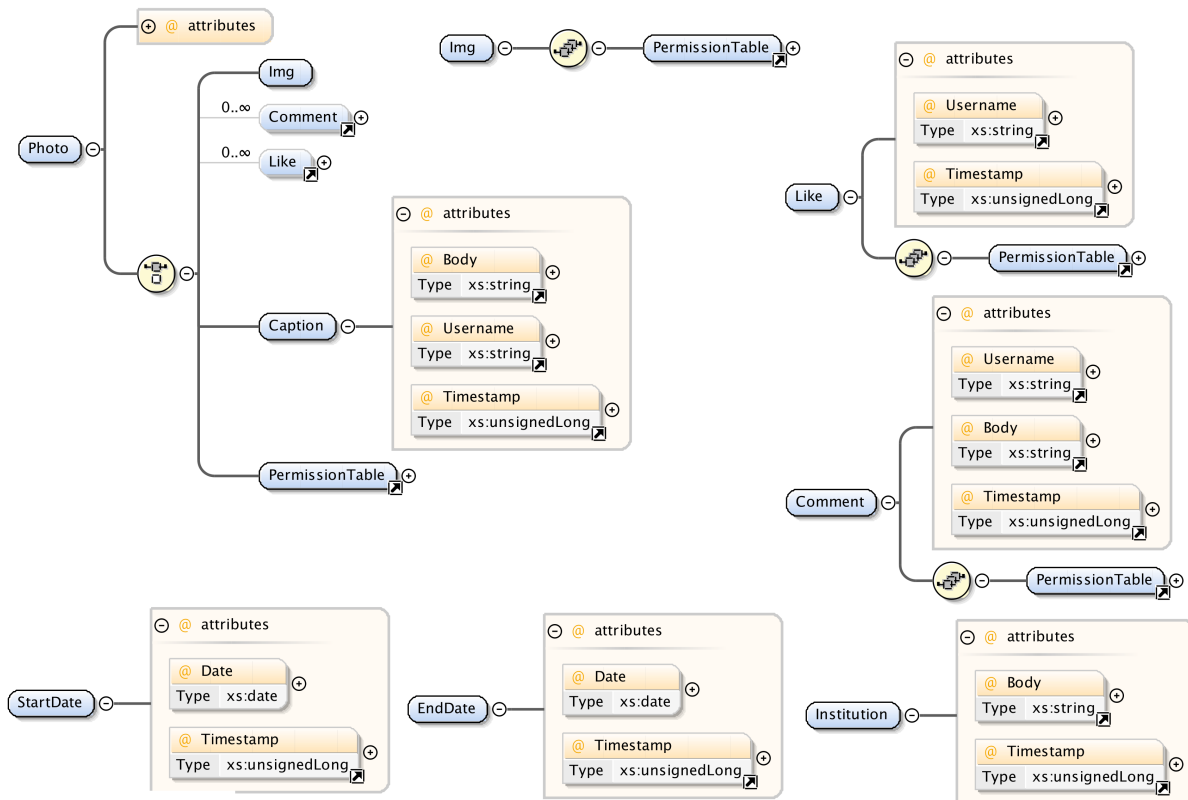 @ attributes
Img
0..∞
Comment
0..∞
Like
Photo
@ attributes
@ Body
Type xs:string
@ Username
Type xs:string
@ Timestamp
Type xs:unsignedLong
Caption
PermissionTable
Img
PermissionTable
@ attributes
@ Username
Type xs:string
@ Timestamp
Type xs:unsignedLong
Like
PermissionTable
@ attributes
@ Username
Type xs:string
@ Body
Type xs:string
@ Timestamp
Type xs:unsignedLong
Comment
PermissionTable
@ attributes
@ Date
Type xs:date
StartDate
@ Timestamp
Type xs:unsignedLong
@ attributes
@ Date
Type xs:date
EndDate
@ Timestamp
Type xs:unsignedLong
@ attributes
@ Body
Type xs:string
Institution
@ Timestamp
Type xs:unsignedLong